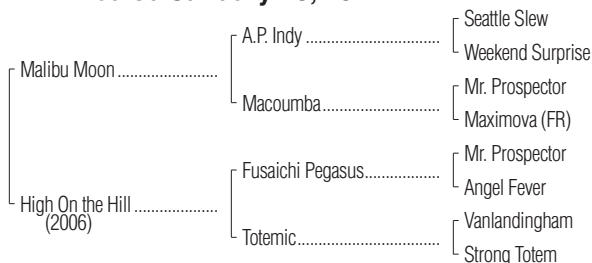 Seattle Slew
A.P. Indy ................................
Weekend Surprise
Malibu Moon ........................
Mr. Prospector
Macoumba............................
Maximova (FR)
Mr. Prospector
Fusaichi Pegasus..................
Angel Fever
High On the Hill ....................
(2006)
Vanlandingham
Totemic..................................
Strong Totem